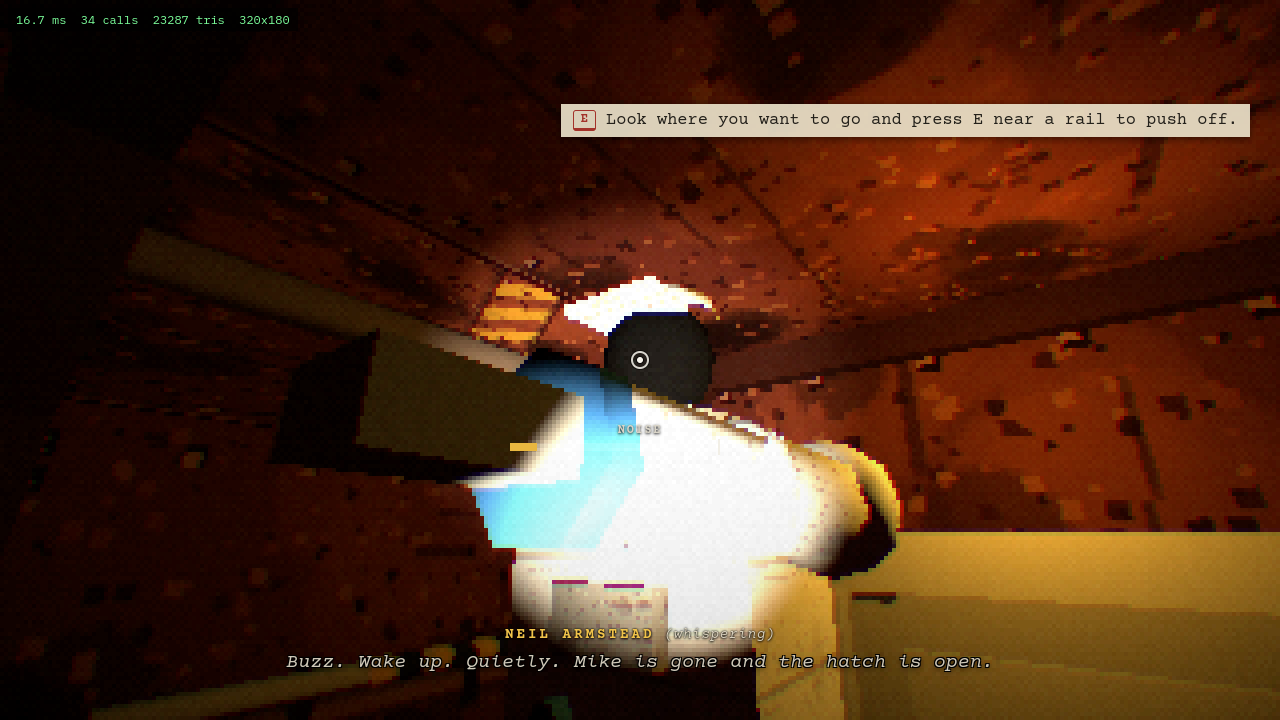 16.7 ms 34 calls 23287 tris 320x180
E Look where you want to go and press E near a rail to push off.
NOISE
NEIL ARMSTEAD (whispering)
Buzz. Wake up. Quietly. Mike is gone and the hatch is open.